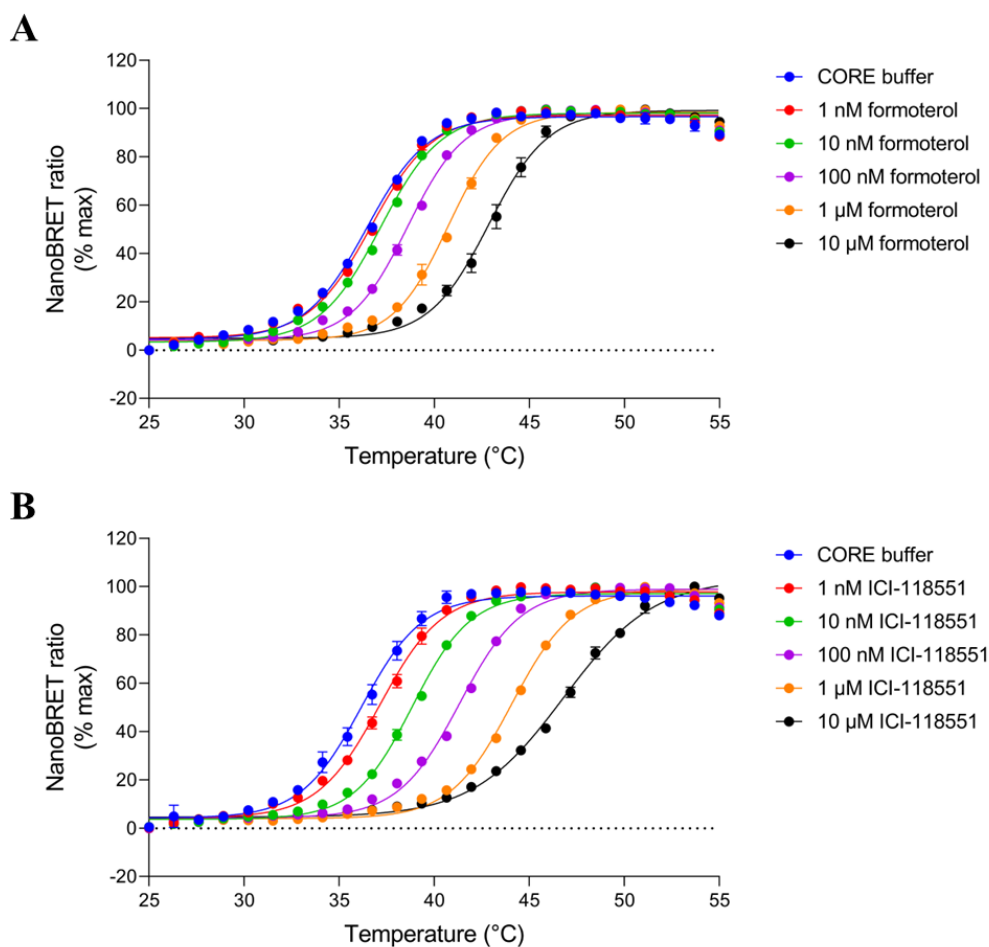 A
120
100
80
60
40
20
0
-20
NanoBRET ratio
(% max)
25 30 35 40 45 50 55
Temperature (°C)
CORE buffer
1 nM formoterol
10 nM formoterol
100 nM formoterol
1 µM formoterol
10 µM formoterol
B
120
100
80
60
40
20
0
-20
NanoBRET ratio
(% max)
25 30 35 40 45 50 55
Temperature (°C)
CORE buffer
1 nM ICI-118551
10 nM ICI-118551
100 nM ICI-118551
1 µM ICI-118551
10 µM ICI-118551